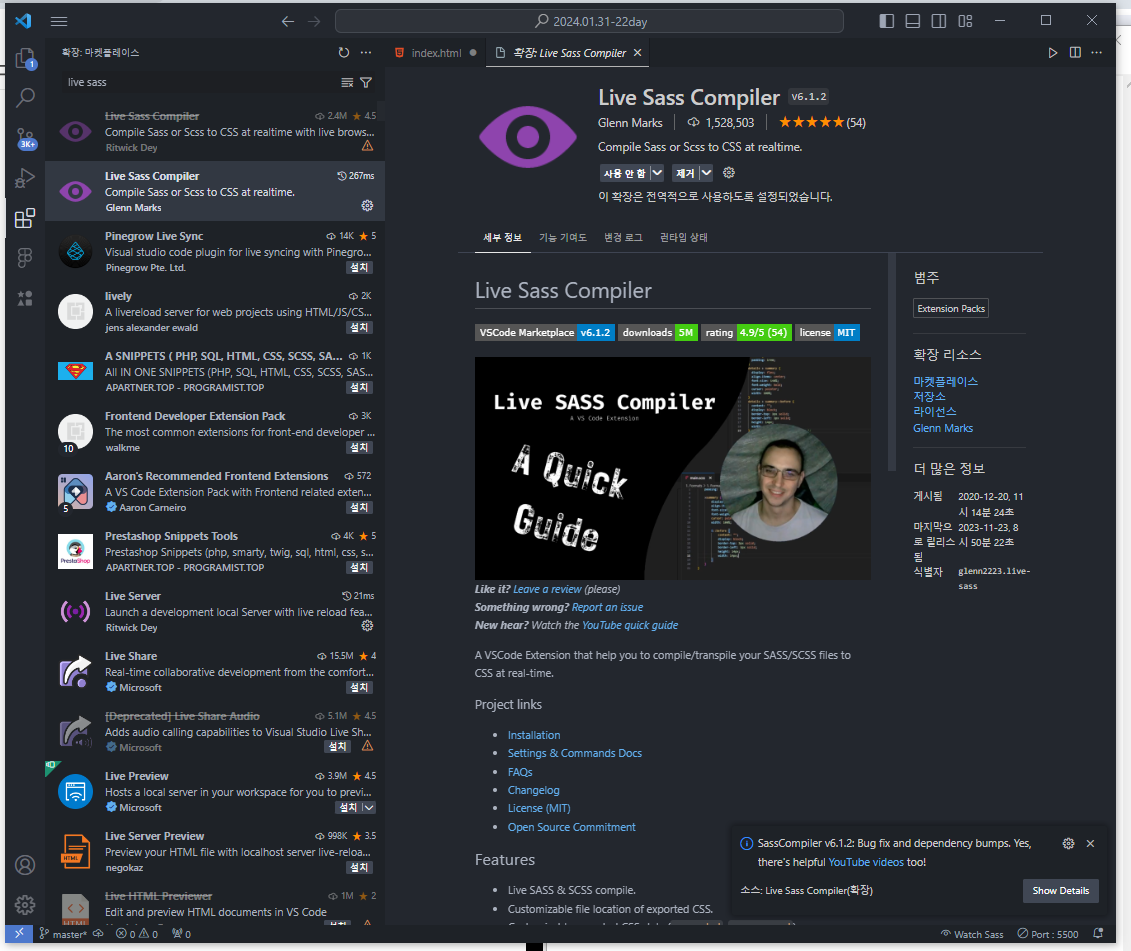 2024.01.31-22day
확장: 마켓플레이스
index.html
확장: Live Sass Compiler
1
3K+
live sass
Live Sass Compiler 2.4M 4.5
Compile Sass or Scss to CSS at realtime with live brows...
Ritwick Dey
Live Sass Compiler 267ms
Compile Sass or Scss to CSS at realtime.
Glenn Marks
Pinegrow Live Sync 14K 5
Visual studio code plugin for live syncing with Pinegro...
Pinegrow Pte. Ltd. 설치
lively 2K
A livereload server for web projects using HTML/JS/CS...
jens alexander ewald 설치
A SNIPPETS ( PHP, SQL, HTML, CSS, SCSS, SA... 1K
All IN ONE SNIPPETS (PHP, SQL, HTML, CSS, SCSS, SAS...
APARTNER.TOP - PROGRAMIST.TOP 설치
Frontend Developer Extension Pack 3K
The most common extensions for front-end developer ...
10 walkme 설치
Aaron's Recommended Frontend Extensions 572
A VS Code Extension Pack with Frontend related exten...
5 Aaron Carneiro 설치
Prestashop Snippets Tools 4K 5
Prestashop Snippets (php, smarty, twig, sql, html, css, s...
PrestaShop
APARTNER.TOP - PROGRAMIST.TOP 설치
Live Server 21ms
Launch a development local Server with live reload fea...
Ritwick Dey
Live Share 15.5M 4
Real-time collaborative development from the comfort...
Microsoft 설치
[Deprecated] Live Share Audio 5.1M 4.5
Adds audio calling capabilities to Visual Studio Live Sh...
Microsoft 설치
Live Preview 3.9M 4.5
Hosts a local server in your workspace for you to previ...
Microsoft 설치
Live Server Preview 998K 3.5
Preview your HTML file with localhost server live-reloa...
HTML
negokaz 설치
Live HTML Previewer 1M 2
Edit and preview HTML documents in VS Code
HTML
Live Sass Compiler v6.1.2
Glenn Marks 1,528,503 (54)
Compile Sass or Scss to CSS at realtime.
사용 안 함 제거
이 확장은 전역적으로 사용하도록 설정되었습니다.
세부 정보 기능 기여도 변경 로그 런타임 상태
Live Sass Compiler
VSCode Marketplace v6.1.2 downloads 5M rating 4.9/5 (54) license MIT
Live SASS Compiler
A VS Code Extension
A Quick
Guide
Like it? Leave a review (please)
Something wrong? Report an issue
New hear? Watch the YouTube quick guide
A VSCode Extension that help you to compile/transpile your SASS/SCSS files to
CSS at real-time.
Project links
Installation
Settings & Commands Docs
FAQs
Changelog
License (MIT)
Open Source Commitment
Features
Live SASS & SCSS compile.
Customizable file location of exported CSS.
범주
Extension Packs
확장 리소스
마켓플레이스
저장소
라이선스
Glenn Marks
더 많은 정보
게시됨 2020-12-20, 11
시 14분 24초
마지막으 2023-11-23, 8
로 릴리스 시 50분 22초
됨
식별자 glenn2223.live-
sass
SassCompiler v6.1.2: Bug fix and dependency bumps. Yes,
there's helpful YouTube videos too!
소스: Live Sass Compiler(확장)
Show Details
master* 0 0 0
Watch Sass Port : 5500